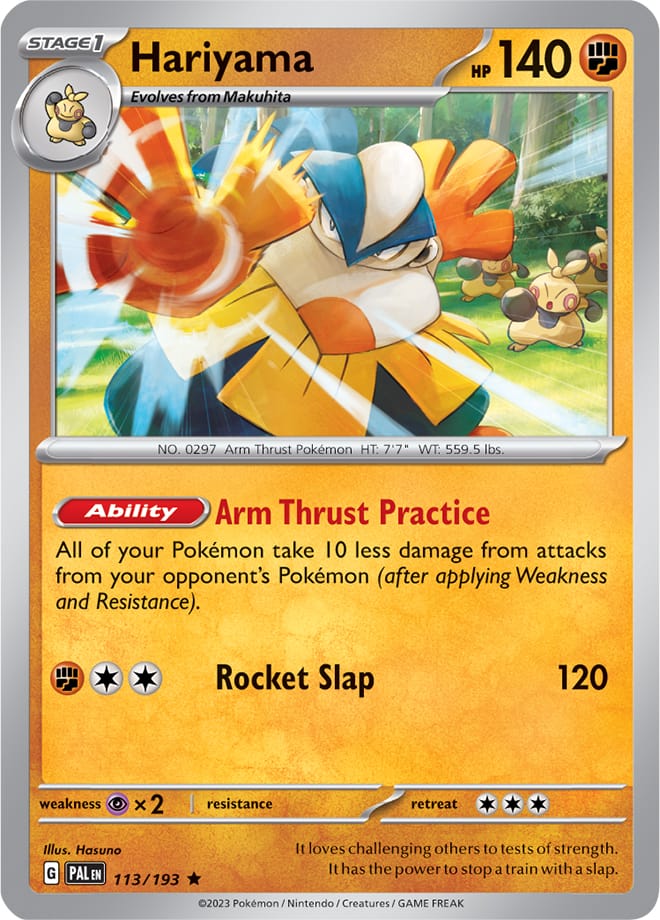 STAGE 1
Hariyama
HP 140
Evolves from Makuhita
NO. 0297 Arm Thrust Pokémon HT: 7'7" WT: 559.5 lbs.
Ability Arm Thrust Practice
All of your Pokémon take 10 less damage from attacks
from your opponent's Pokémon (after applying Weakness
and Resistance).
Rocket Slap 120
weakness ×2 resistance retreat
Illus. Hasuno
It loves challenging others to tests of strength.
It has the power to stop a train with a slap.
G PAL EN 113/193 ★
©2023 Pokémon / Nintendo / Creatures / GAME FREAK